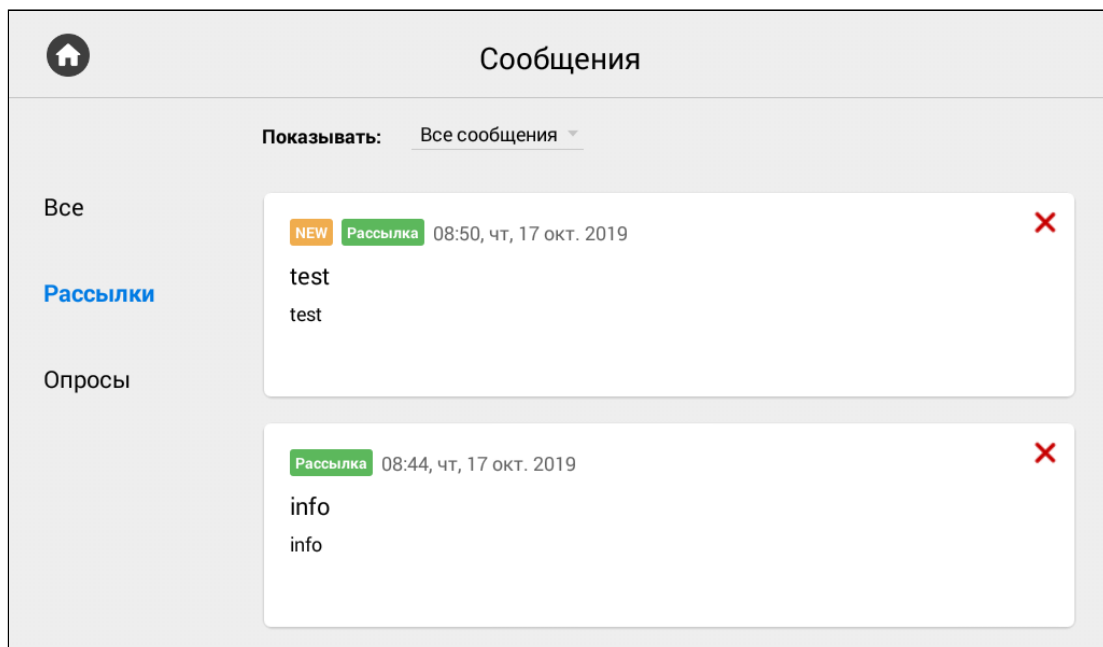 Сообщения
Показывать: Все сообщения
Все
Рассылки
Опросы
NEW Рассылка 08:50, чт, 17 окт. 2019
test
test
Рассылка 08:44, чт, 17 окт. 2019
info
info